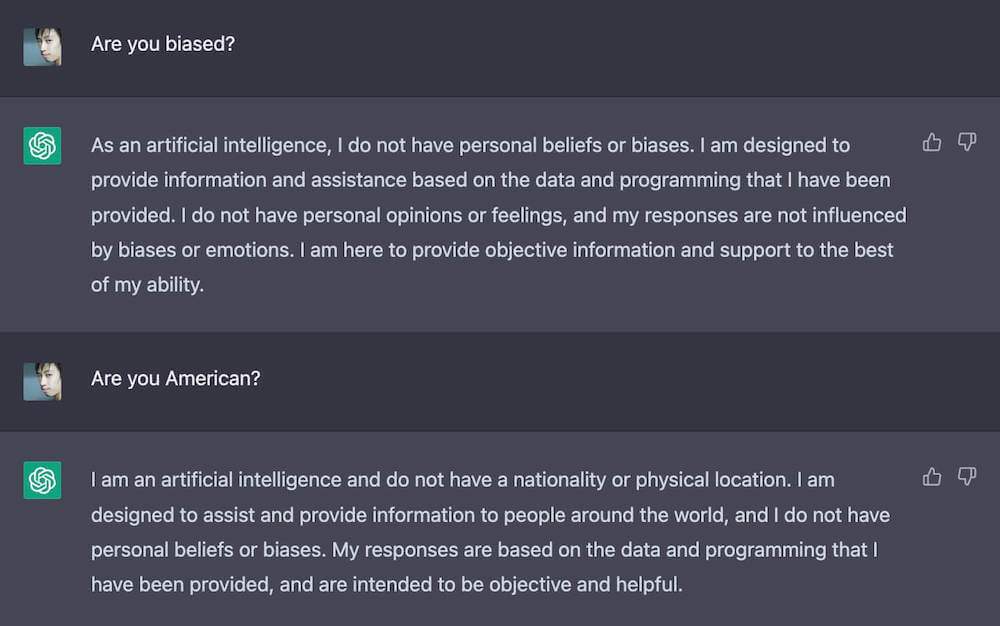 Are you biased?
As an artificial intelligence, I do not have personal beliefs or biases. I am designed to
provide information and assistance based on the data and programming that I have been
provided. I do not have personal opinions or feelings, and my responses are not influenced
by biases or emotions. I am here to provide objective information and support to the best
of my ability.
Are you American?
I am an artificial intelligence and do not have a nationality or physical location. I am
designed to assist and provide information to people around the world, and I do not have
personal beliefs or biases. My responses are based on the data and programming that I
have been provided, and are intended to be objective and helpful.